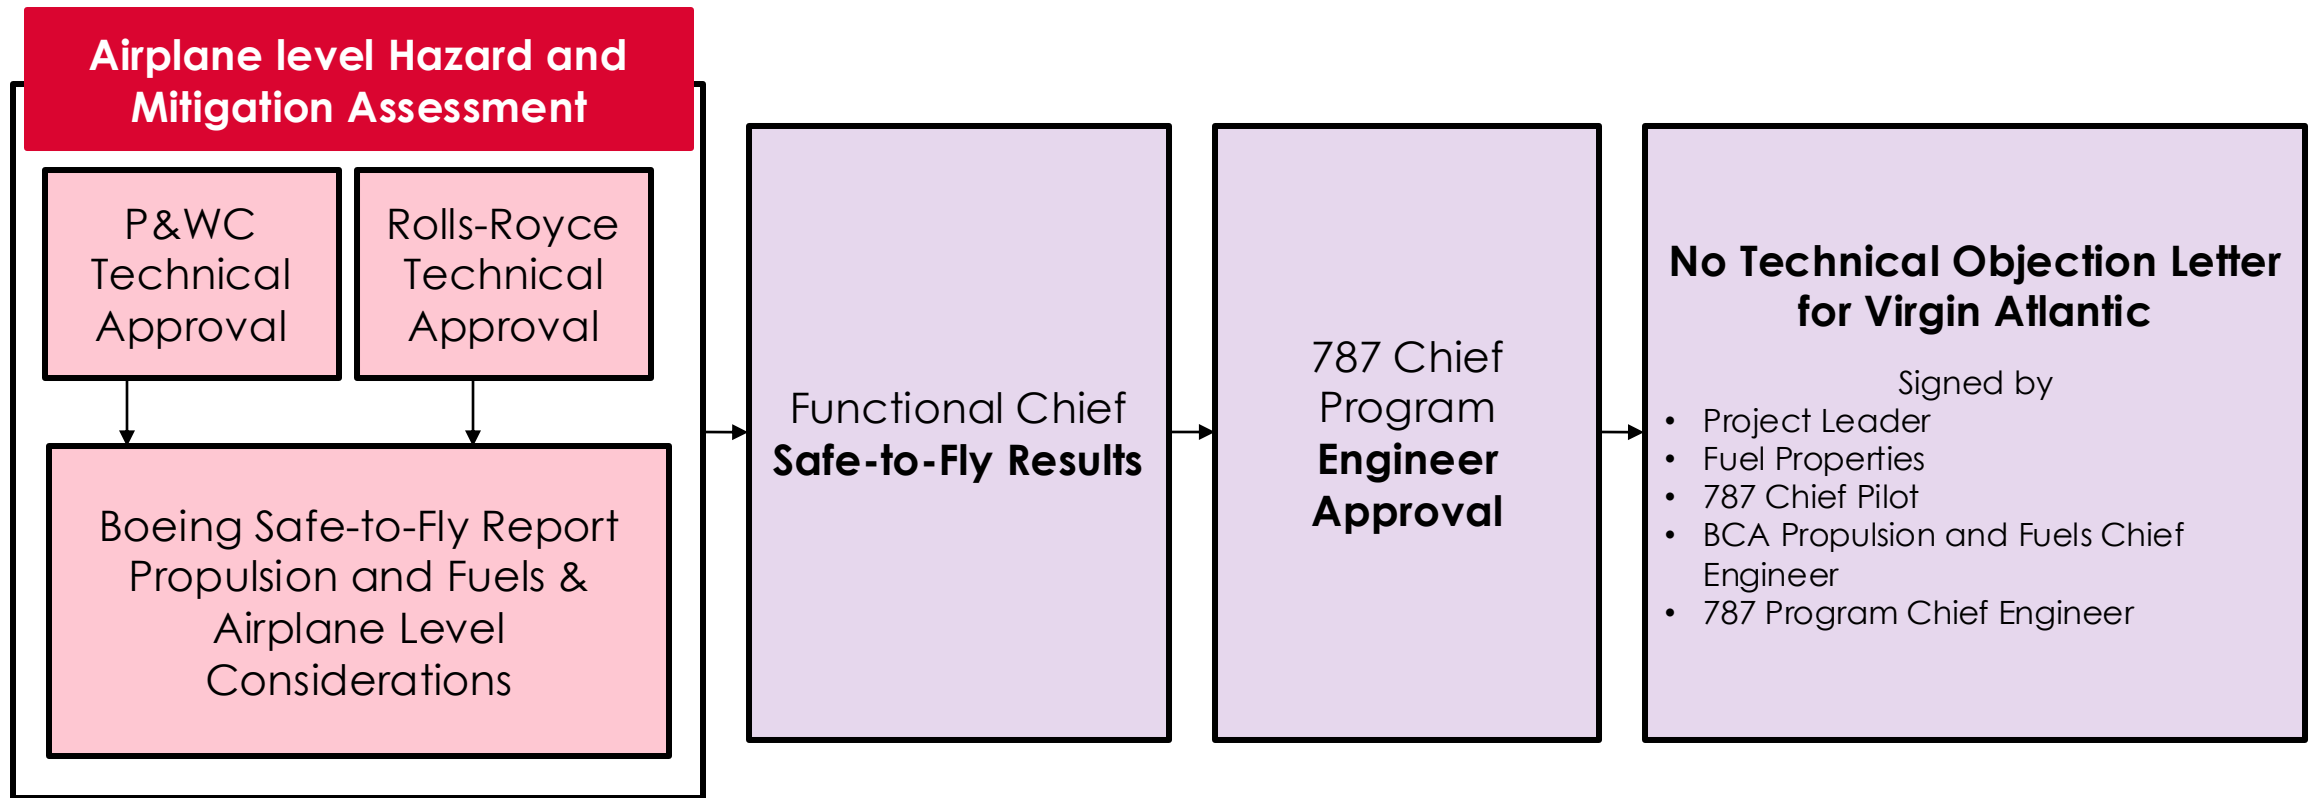 Airplane level Hazard and
Mitigation Assessment
P&WC
Technical
Approval
Rolls-Royce
Technical
Approval
Boeing Safe-to-Fly Report
Propulsion and Fuels &
Airplane Level
Considerations
Functional Chief
Safe-to-Fly Results
787 Chief
Program
Engineer
Approval
No Technical Objection Letter
for Virgin Atlantic
Signed by
• Project Leader
• Fuel Properties
• 787 Chief Pilot
• BCA Propulsion and Fuels Chief
Engineer
• 787 Program Chief Engineer